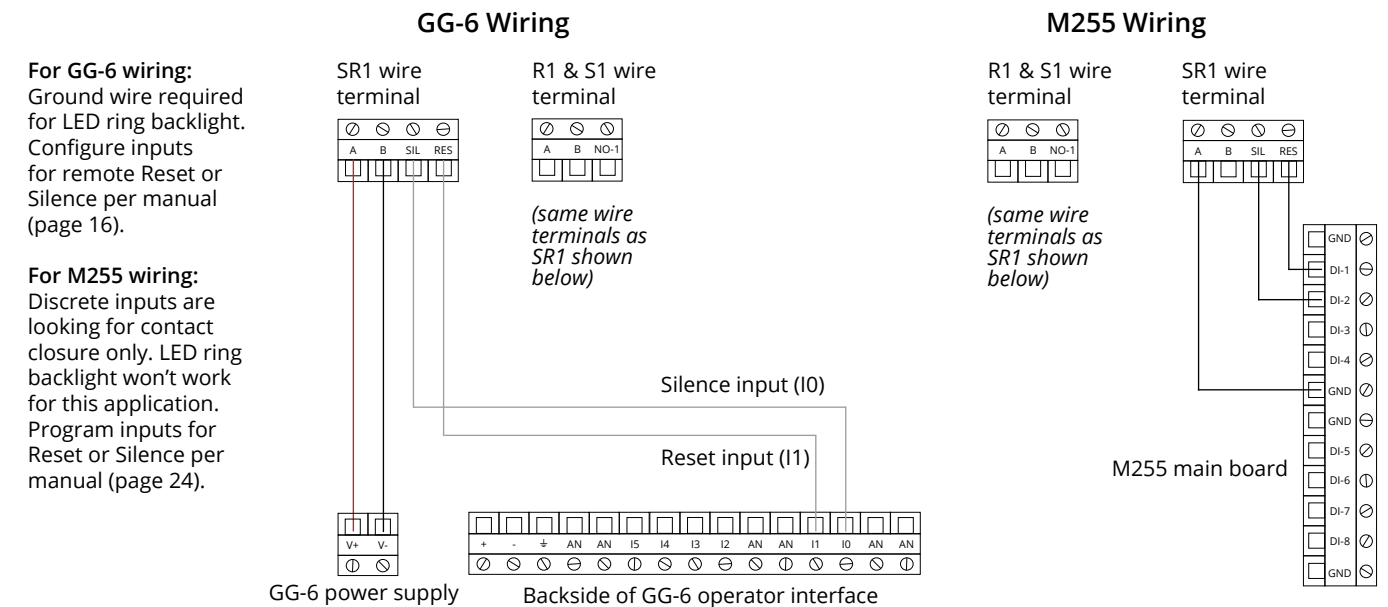 GG-6 Wiring
M255 Wiring
For GG-6 wiring:
Ground wire required
for LED ring backlight.
Configure inputs
for remote Reset or
Silence per manual
(page 16).
For M255 wiring:
Discrete inputs are
looking for contact
closure only. LED ring
backlight won’t work
for this application.
Program inputs for
Reset or Silence per
manual (page 24).
SR1 wire
terminal
A B SIL RES
R1 & S1 wire
terminal
A B NO-1
(same wire
terminals as
SR1 shown
below)
Silence input (I0)
Reset input (I1)
V+ V-
GG-6 power supply
+ - ⏚ AN AN I5 I4 I3 I2 AN AN I1 I0 AN AN
Backside of GG-6 operator interface
R1 & S1 wire
terminal
A B NO-1
(same wire
terminals as
SR1 shown
below)
SR1 wire
terminal
A B SIL RES
GND
DI-1
DI-2
DI-3
DI-4
GND
GND
DI-5
DI-6
DI-7
DI-8
GND
M255 main board